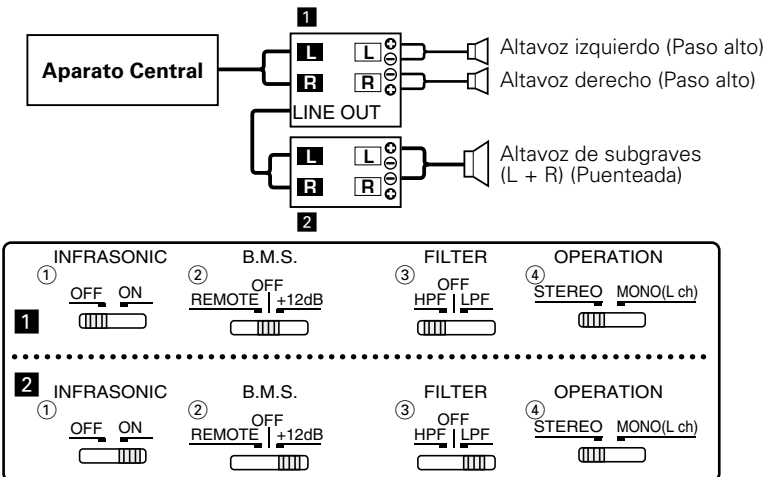 1
Aparato Central
L L ⊕ ⊖ Altavoz izquierdo (Paso alto)
R R ⊖ ⊕ Altavoz derecho (Paso alto)
LINE OUT
L L ⊕ ⊖ Altavoz de subgraves
R R ⊖ ⊕ (L + R) (Puenteada)
2
1
INFRASONIC B.M.S. FILTER OPERATION
① ② ③ ④
OFF ON REMOTE OFF +12dB HPF OFF LPF STEREO MONO(L ch)
2
INFRASONIC B.M.S. FILTER OPERATION
① ② ③ ④
OFF ON REMOTE OFF +12dB HPF OFF LPF STEREO MONO(L ch)